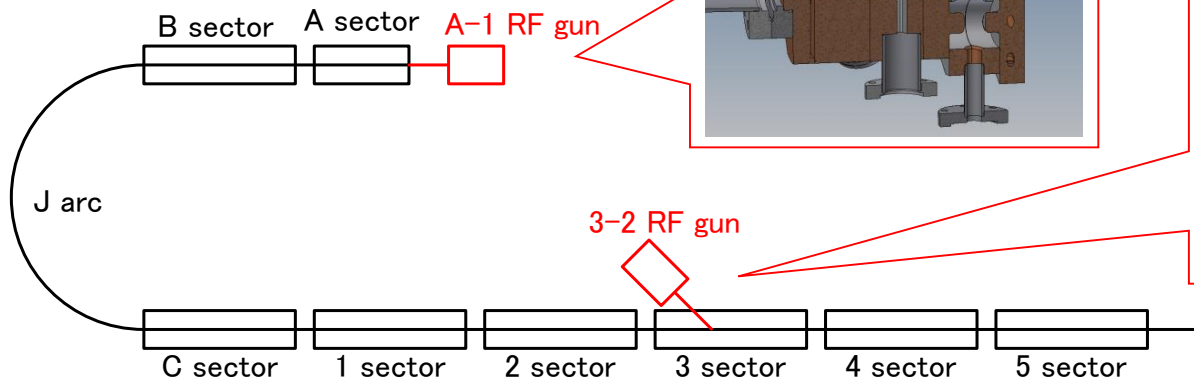 B sector
A sector
A-1 RF gun
J arc
3-2 RF gun
C sector
1 sector
2 sector
3 sector
4 sector
5 sector